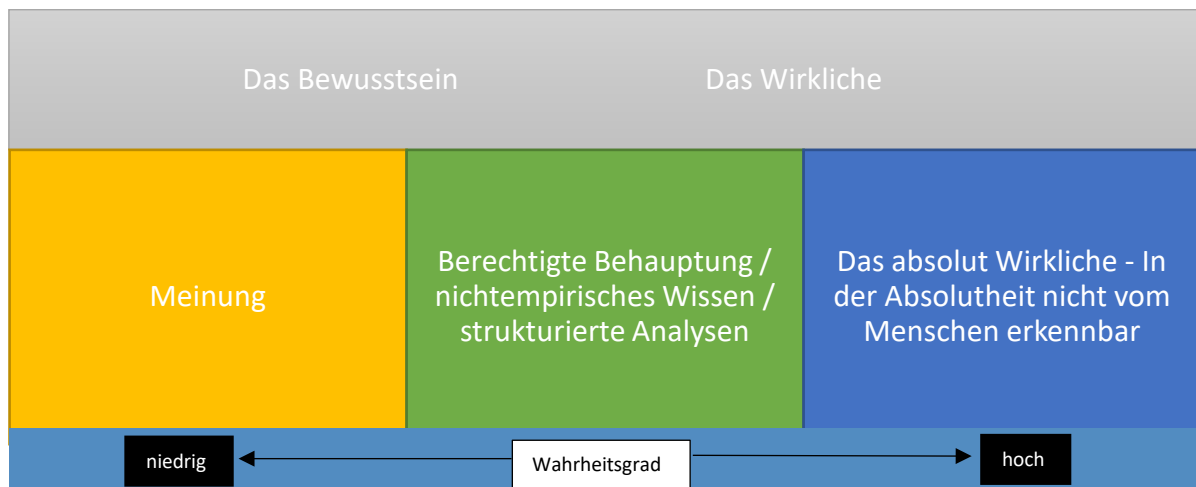 Das Bewusstsein
Das Wirkliche
Meinung
Berechtigte Behauptung /
nichtempirisches Wissen /
strukturierte Analysen
Das absolut Wirkliche - In
der Absolutheit nicht vom
Menschen erkennbar
niedrig
Wahrheitsgrad
hoch